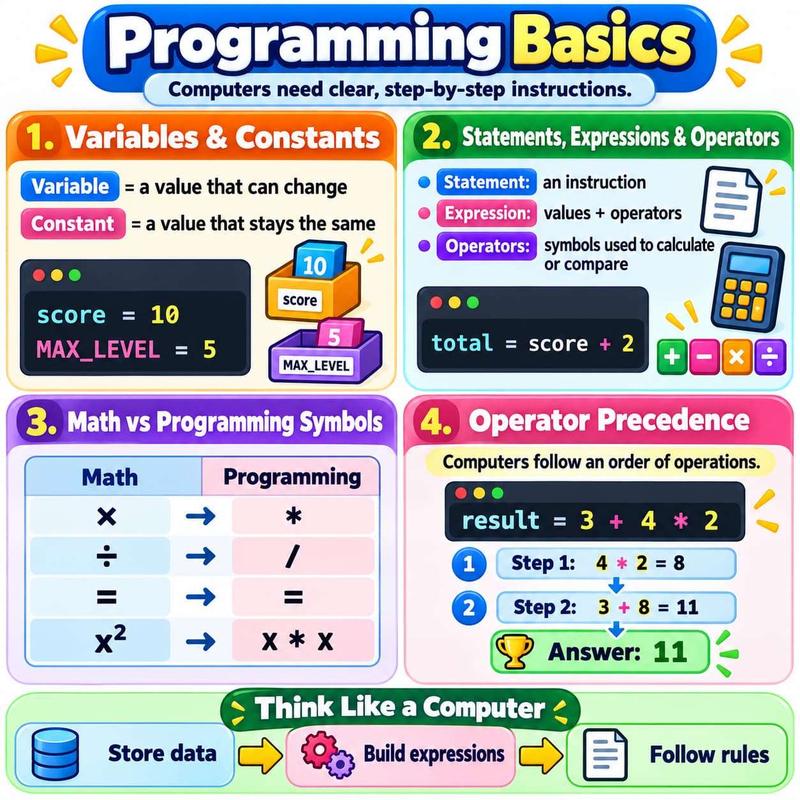 Programming Basics
Computers need clear, step-by-step instructions.
1. Variables & Constants
Variable = a value that can change
Constant = a value that stays the same
score = 10
MAX_LEVEL = 5
10
score
5
MAX_LEVEL
2. Statements, Expressions & Operators
Statement: an instruction
Expression: values + operators
Operators: symbols used to calculate
or compare
total = score + 2
+ − × ÷
3. Math vs Programming Symbols
Math Programming
× → *
÷ → /
= → =
x² → x * x
4. Operator Precedence
Computers follow an order of operations.
result = 3 + 4 * 2
1 Step 1: 4 * 2 = 8
2 Step 2: 3 + 8 = 11
Answer: 11
Think Like a Computer
Store data
Build expressions
Follow rules